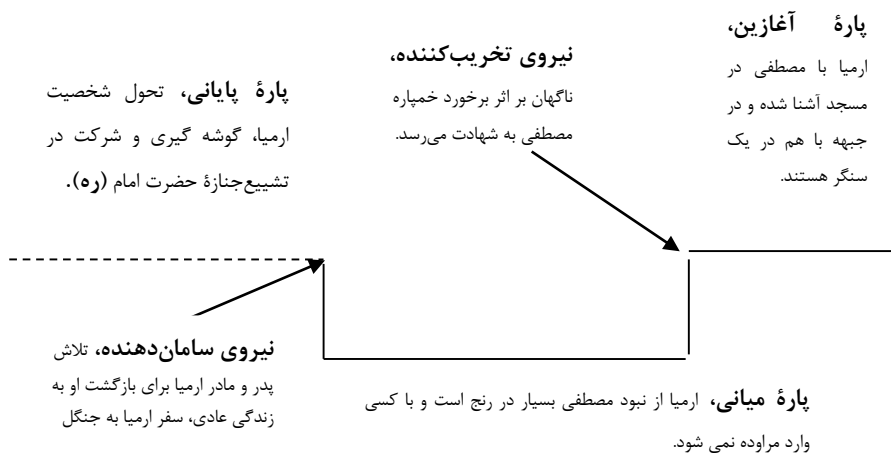 پارهٔ آغازین،
ارمیا با مصطفی در
مسجد آشنا شده و در
جبهه با هم در یک
سنگر هستند.
نیروی تخریب‌کننده،
ناگهان بر اثر برخورد خمپاره
مصطفی به شهادت می‌رسد.
پارهٔ پایانی، تحول شخصیت
ارمیا، گوشه گیری و شرکت در
تشییع‌جنازهٔ حضرت امام (ره).
پارهٔ میانی، ارمیا از نبود مصطفی بسیار در رنج است و با کسی
وارد مراوده نمی شود.
نیروی سامان‌دهنده، تلاش
پدر و مادر ارمیا برای بازگشت او به
زندگی عادی، سفر ارمیا به جنگل